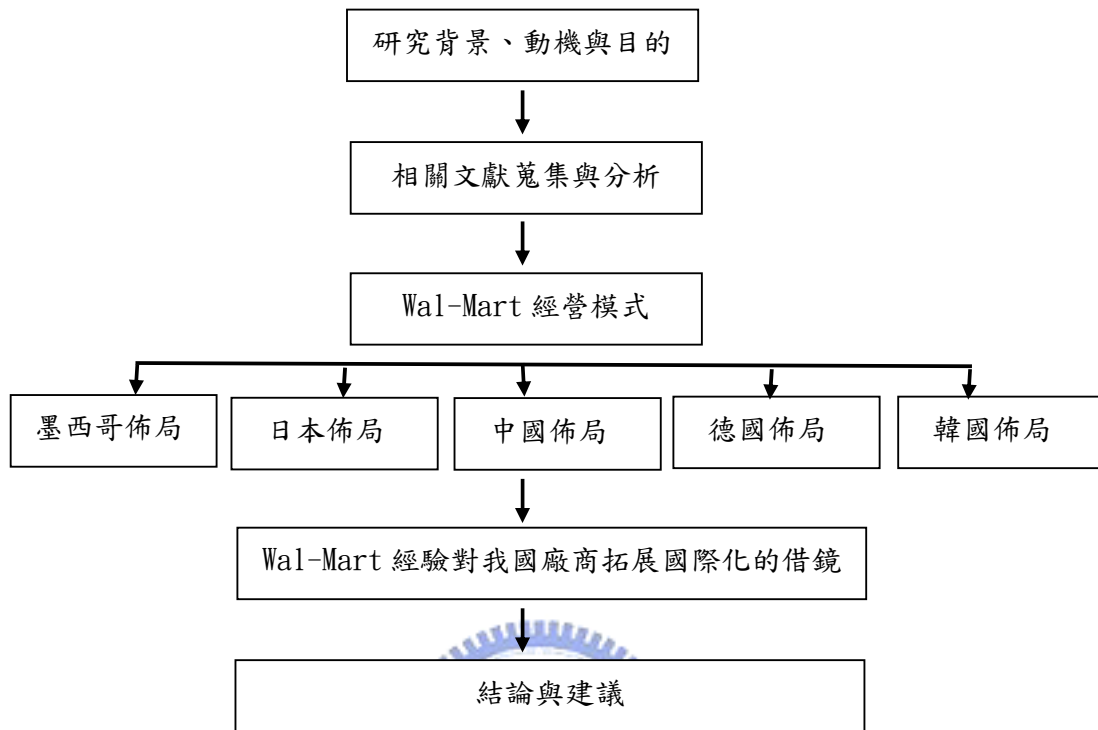 研究背景、動機與目的
相關文獻蒐集與分析
Wal-Mart 經營模式
墨西哥佈局
日本佈局
中國佈局
德國佈局
韓國佈局
Wal-Mart 經驗對我國廠商拓展國際化的借鏡
結論與建議